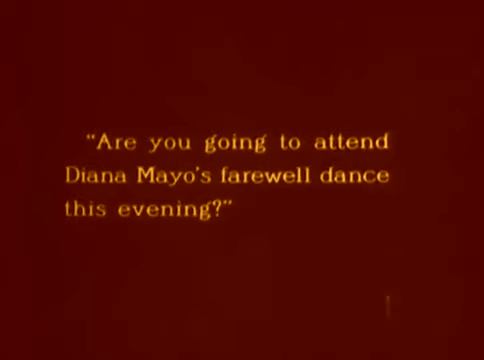 “Are you going to attend
Diana Mayo’s farewell dance
this evening?”